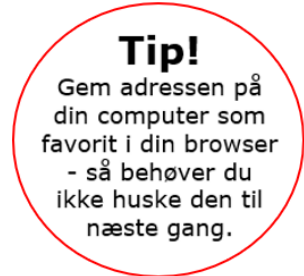 Tip!
Gem adressen på
din computer som
favorit i din browser
- så behøver du
ikke huske den til
næste gang.